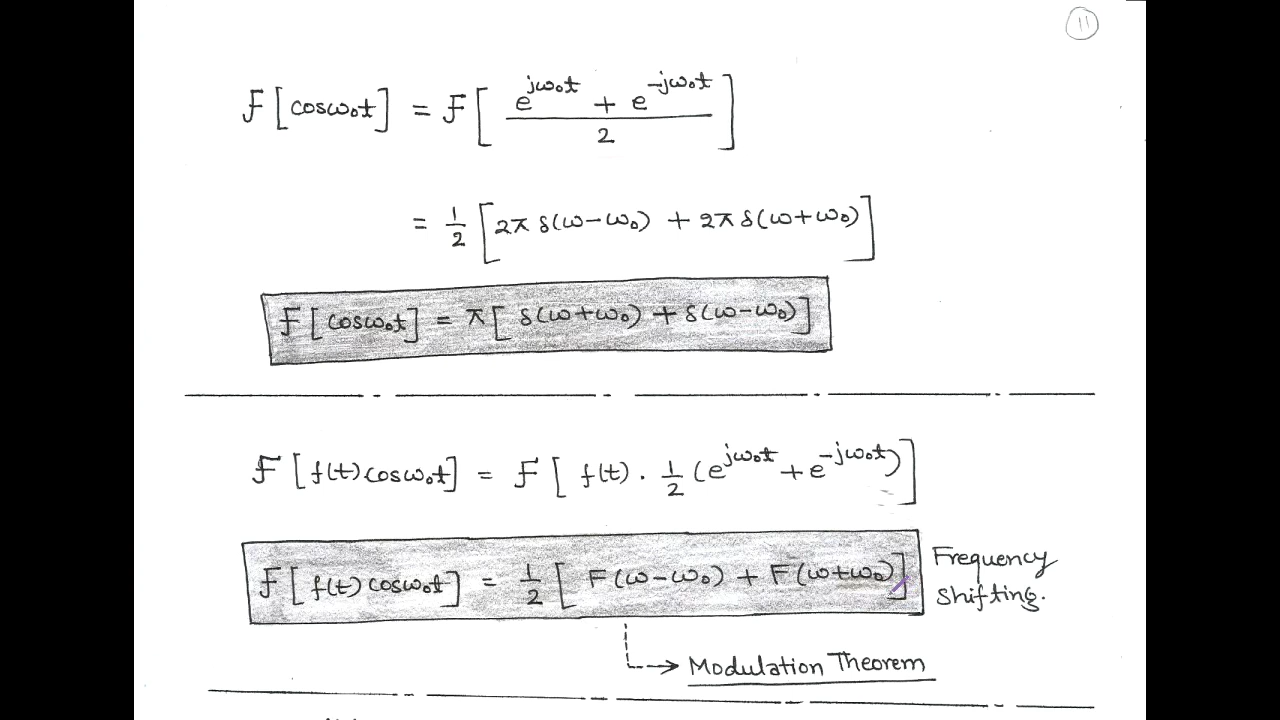 11
F[cosω₀t] = F[(e^{jω₀t} + e^{-jω₀t})/2]
= 1/2 [2π δ(ω-ω₀) + 2π δ(ω+ω₀)]
F[cosω₀t] = π[δ(ω+ω₀) + δ(ω-ω₀)]
F[f(t)cosω₀t] = F[f(t) . 1/2 (e^{jω₀t} + e^{-jω₀t})]
F[f(t)cosω₀t] = 1/2 [F(ω-ω₀) + F(ω+ω₀)]
Frequency
Shifting.
Modulation Theorem